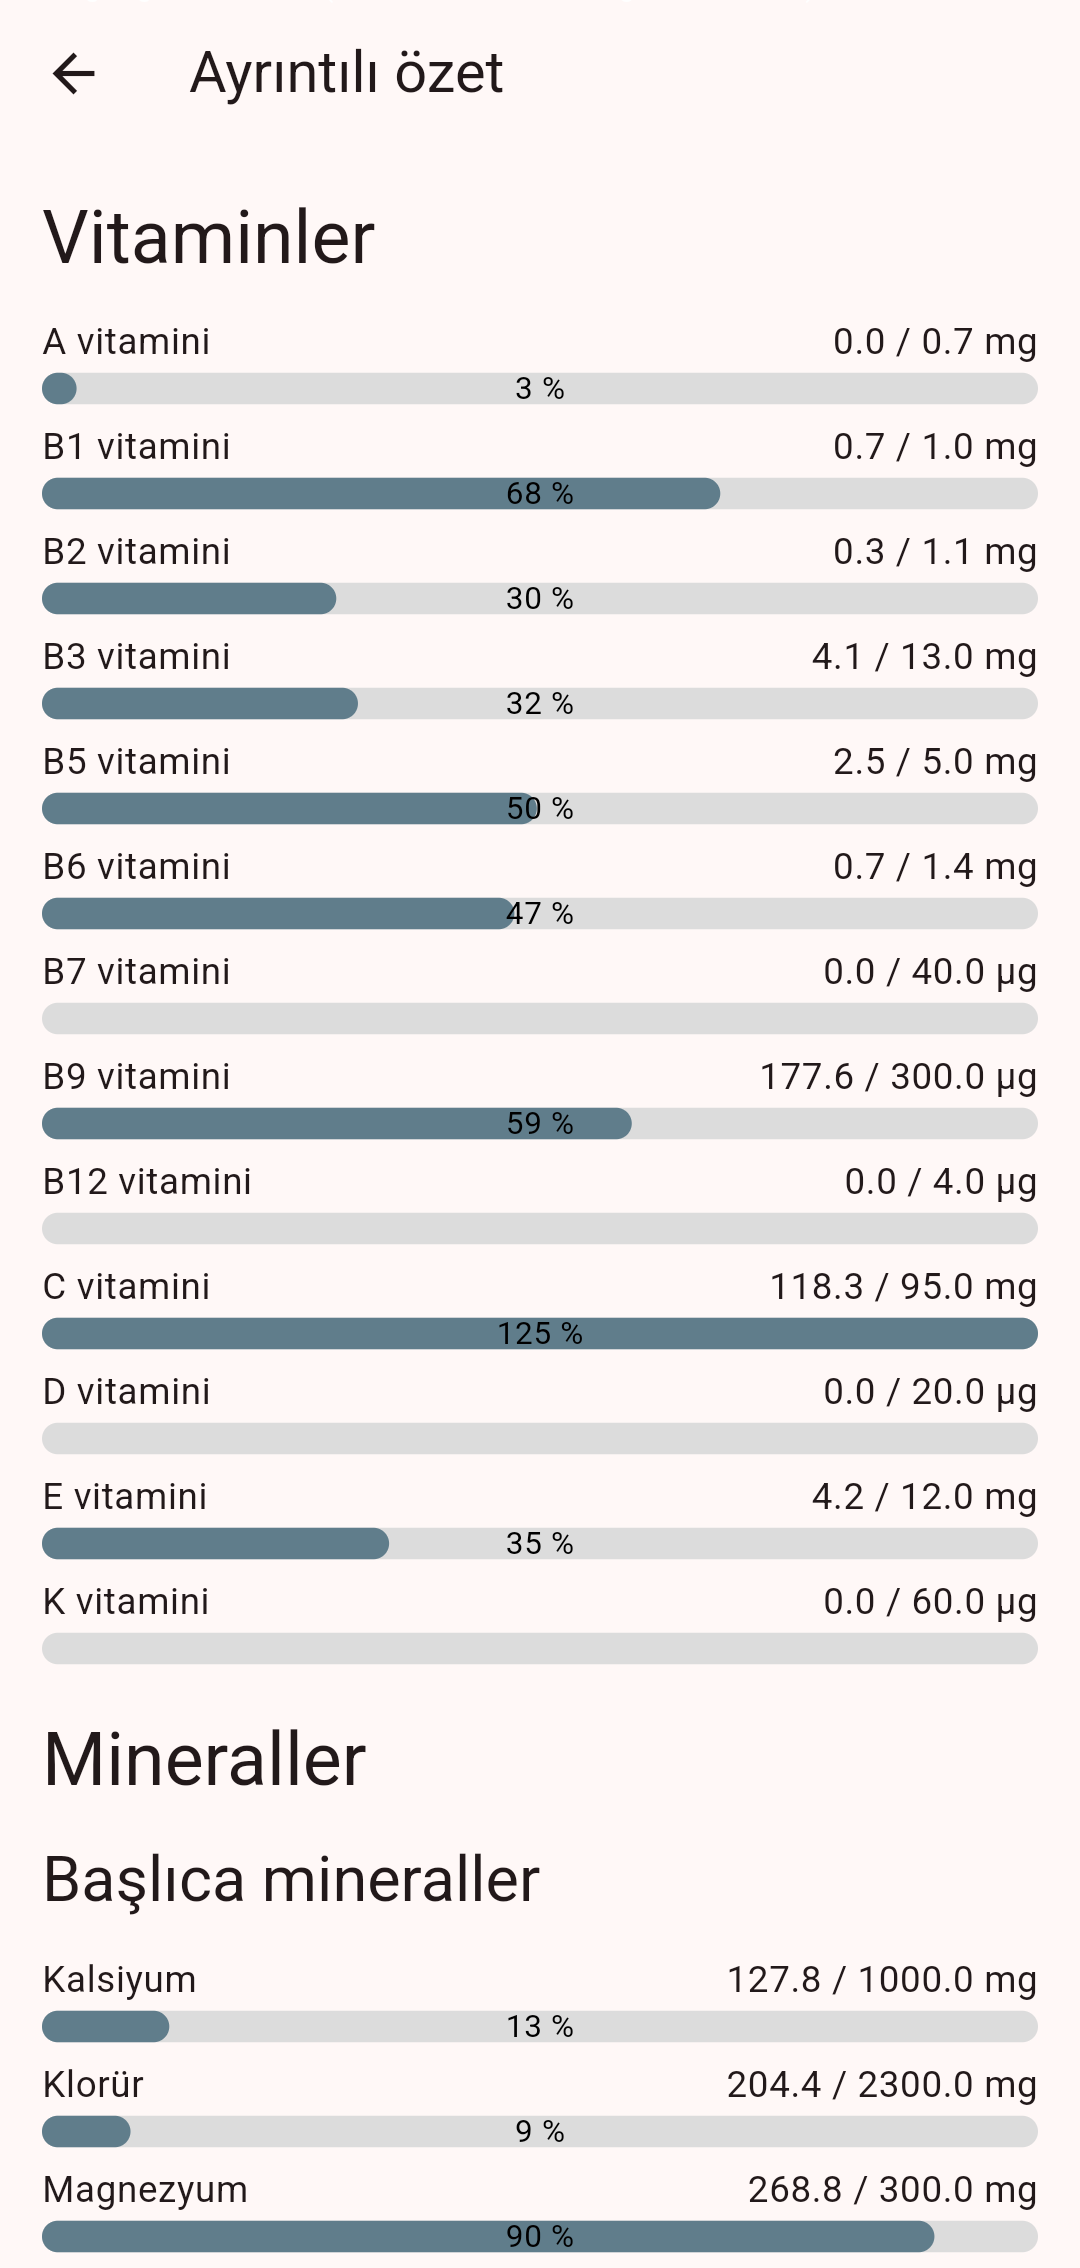 Ayrıntılı özet
Vitaminler
A vitamini 0.0 / 0.7 mg
3 %
B1 vitamini 0.7 / 1.0 mg
68 %
B2 vitamini 0.3 / 1.1 mg
30 %
B3 vitamini 4.1 / 13.0 mg
32 %
B5 vitamini 2.5 / 5.0 mg
50 %
B6 vitamini 0.7 / 1.4 mg
47 %
B7 vitamini 0.0 / 40.0 µg
B9 vitamini 177.6 / 300.0 µg
59 %
B12 vitamini 0.0 / 4.0 µg
C vitamini 118.3 / 95.0 mg
125 %
D vitamini 0.0 / 20.0 µg
E vitamini 4.2 / 12.0 mg
35 %
K vitamini 0.0 / 60.0 µg
Mineraller
Başlıca mineraller
Kalsiyum 127.8 / 1000.0 mg
13 %
Klorür 204.4 / 2300.0 mg
9 %
Magnezyum 268.8 / 300.0 mg
90 %